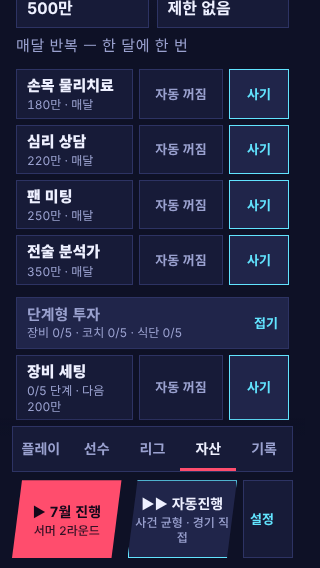 500만
제한 없음
매달 반복 — 한 달에 한 번
손목 물리치료
180만 · 매달
자동 꺼짐
사기
심리 상담
220만 · 매달
자동 꺼짐
사기
팬 미팅
250만 · 매달
자동 꺼짐
사기
전술 분석가
350만 · 매달
자동 꺼짐
사기
단계형 투자
장비 0/5 · 코치 0/5 · 식단 0/5
접기
장비 세팅
0/5 단계 · 다음
200만
자동 꺼짐
사기
플레이
선수
리그
자산
기록
▶ 7월 진행
서머 2라운드
▶▶ 자동진행
사건 균형 · 경기 직
접
설정